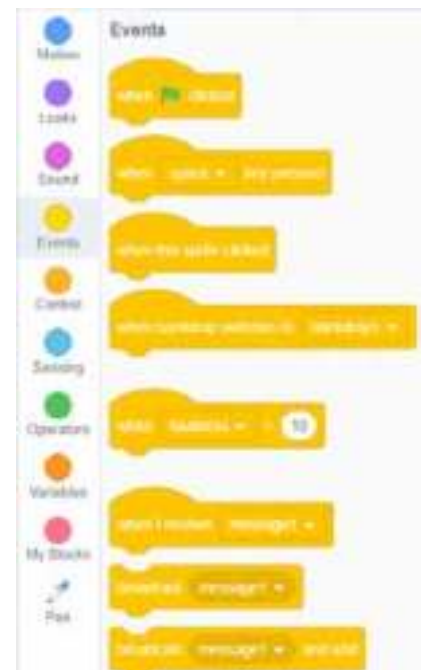 Events
Motion
Looks
Sound
Events
Control
Sensing
Operators
Variables
My Blocks
Pen
when clicked
when space key pressed
when this sprite clicked
when backdrop switches to backdrop1
when loudness > 10
when I receive message1
broadcast message1
broadcast message1 and wait